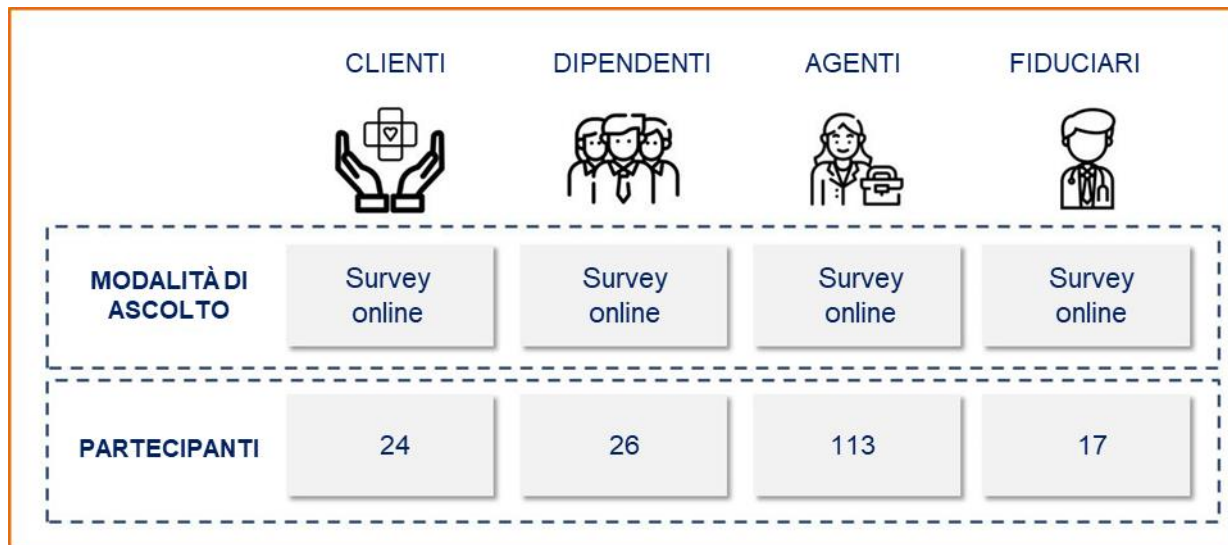 CLIENTI DIPENDENTI AGENTI FIDUCIARI
MODALITÀ DI
ASCOLTO
Survey
online
Survey
online
Survey
online
Survey
online
PARTECIPANTI
24
26
113
17